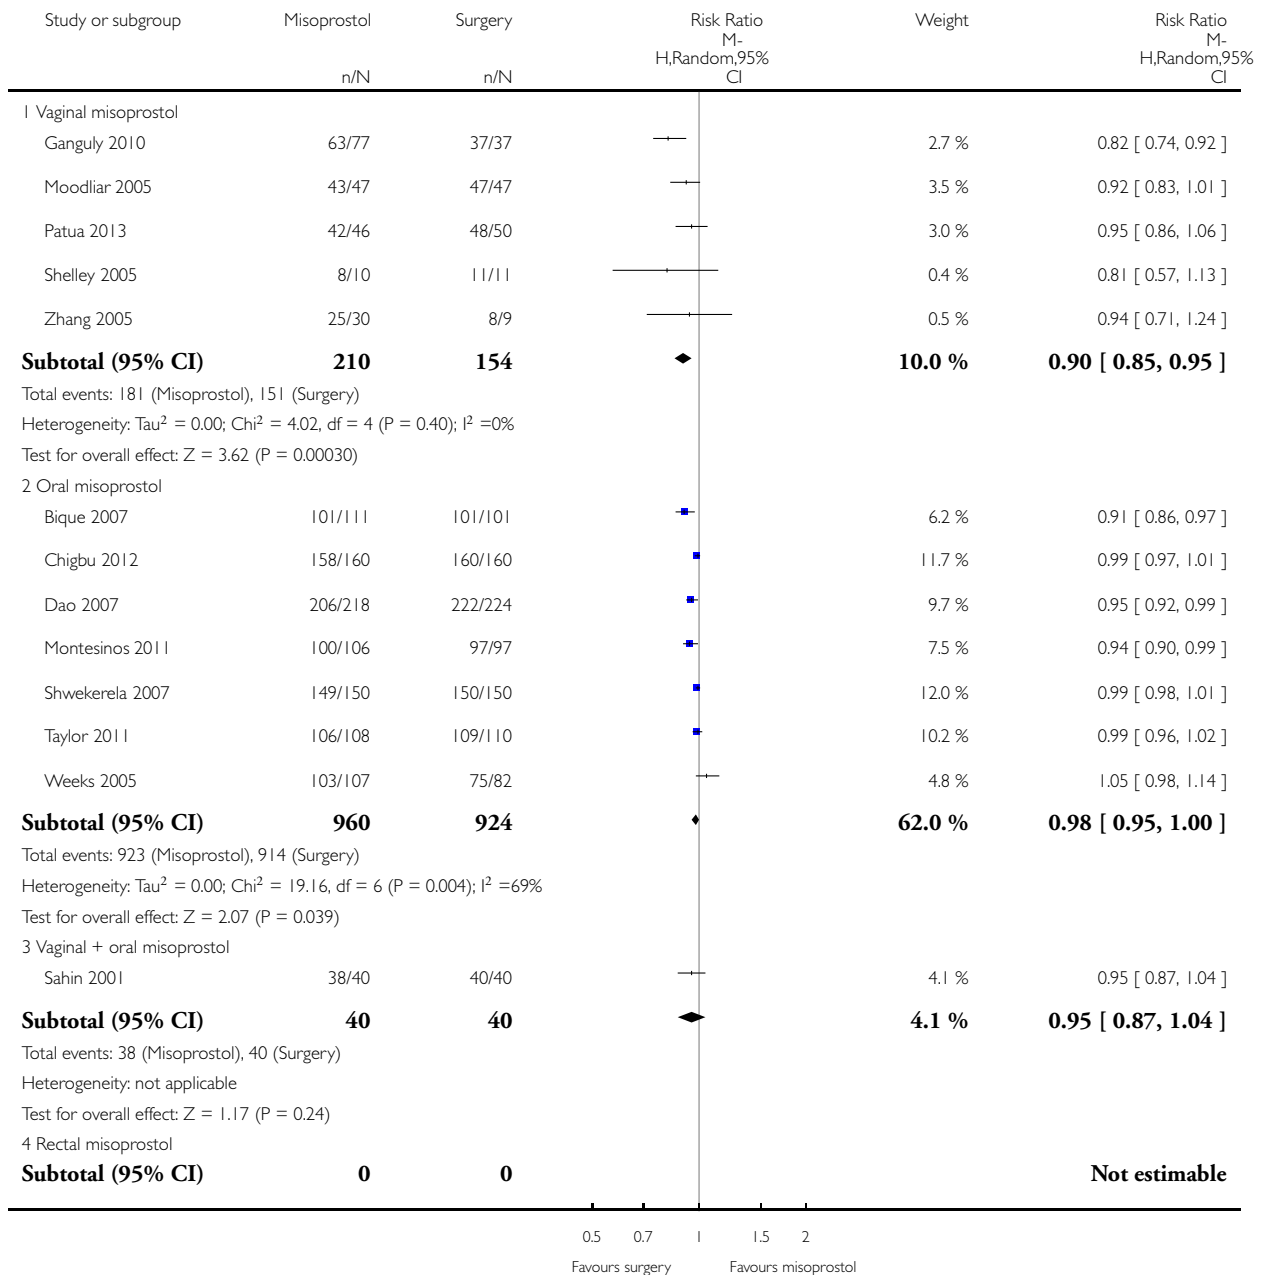 Study or subgroup Misoprostol Surgery Risk Ratio Weight Risk Ratio
M- M-
H,Random,95% H,Random,95%
n/N n/N CI CI
1 Vaginal misoprostol
Ganguly 2010 63/77 37/37 2.7 % 0.82 [ 0.74, 0.92 ]
Moodliar 2005 43/47 47/47 3.5 % 0.92 [ 0.83, 1.01 ]
Patua 2013 42/46 48/50 3.0 % 0.95 [ 0.86, 1.06 ]
Shelley 2005 8/10 11/11 0.4 % 0.81 [ 0.57, 1.13 ]
Zhang 2005 25/30 8/9 0.5 % 0.94 [ 0.71, 1.24 ]
Subtotal (95% CI) 210 154 10.0 % 0.90 [ 0.85, 0.95 ]
Total events: 181 (Misoprostol), 151 (Surgery)
Heterogeneity: Tau² = 0.00; Chi² = 4.02, df = 4 (P = 0.40); I² =0%
Test for overall effect: Z = 3.62 (P = 0.00030)
2 Oral misoprostol
Bique 2007 101/111 101/101 6.2 % 0.91 [ 0.86, 0.97 ]
Chigbu 2012 158/160 160/160 11.7 % 0.99 [ 0.97, 1.01 ]
Dao 2007 206/218 222/224 9.7 % 0.95 [ 0.92, 0.99 ]
Montesinos 2011 100/106 97/97 7.5 % 0.94 [ 0.90, 0.99 ]
Shwekerela 2007 149/150 150/150 12.0 % 0.99 [ 0.98, 1.01 ]
Taylor 2011 106/108 109/110 10.2 % 0.99 [ 0.96, 1.02 ]
Weeks 2005 103/107 75/82 4.8 % 1.05 [ 0.98, 1.14 ]
Subtotal (95% CI) 960 924 62.0 % 0.98 [ 0.95, 1.00 ]
Total events: 923 (Misoprostol), 914 (Surgery)
Heterogeneity: Tau² = 0.00; Chi² = 19.16, df = 6 (P = 0.004); I² =69%
Test for overall effect: Z = 2.07 (P = 0.039)
3 Vaginal + oral misoprostol
Sahin 2001 38/40 40/40 4.1 % 0.95 [ 0.87, 1.04 ]
Subtotal (95% CI) 40 40 4.1 % 0.95 [ 0.87, 1.04 ]
Total events: 38 (Misoprostol), 40 (Surgery)
Heterogeneity: not applicable
Test for overall effect: Z = 1.17 (P = 0.24)
4 Rectal misoprostol
Subtotal (95% CI) 0 0 Not estimable
0.5 0.7 1 1.5 2
Favours surgery Favours misoprostol